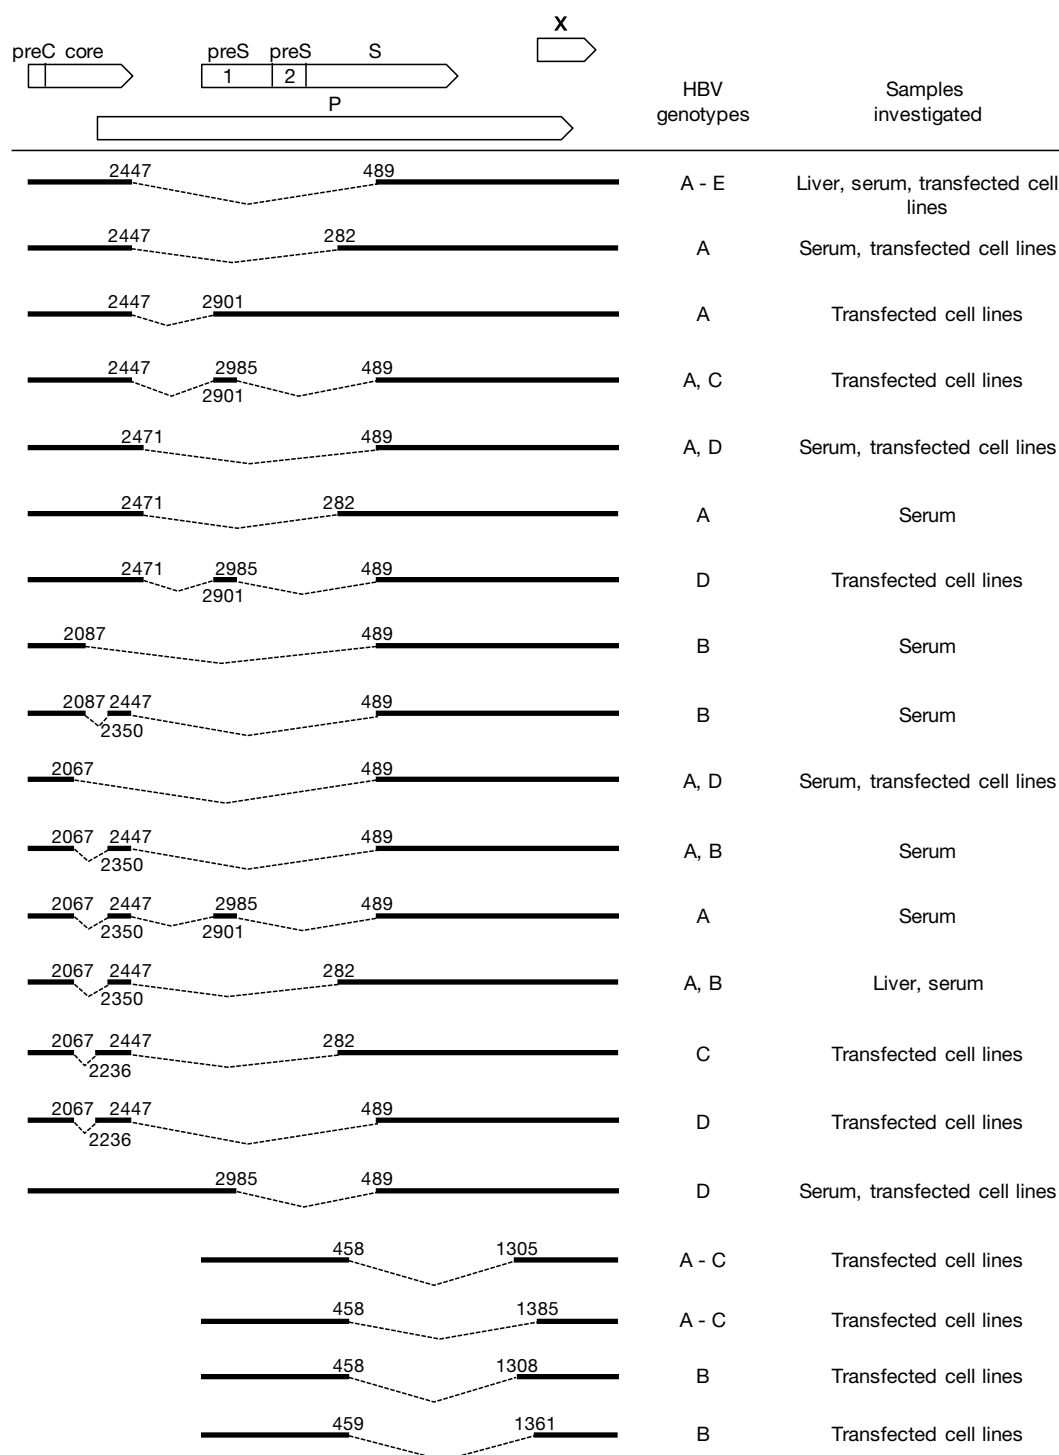 X
preC core preS preS S
1 2
P
HBV genotypes
Samples investigated
2447 489 A - E Liver, serum, transfected cell lines
2447 282 A Serum, transfected cell lines
2447 2901 A Transfected cell lines
2447 2985 489 A, C Transfected cell lines
2901
2471 489 A, D Serum, transfected cell lines
2471 282 A Serum
2471 2985 489 D Transfected cell lines
2901
2087 489 B Serum
2087 2447 489 B Serum
2350
2067 489 A, D Serum, transfected cell lines
2067 2447 489 A, B Serum
2350
2067 2447 2985 489 A Serum
2350 2901
2067 2447 282 A, B Liver, serum
2350
2067 2447 282 C Transfected cell lines
2236
2067 2447 489 D Transfected cell lines
2236
2985 489 D Serum, transfected cell lines
458 1305 A - C Transfected cell lines
458 1385 A - C Transfected cell lines
458 1308 B Transfected cell lines
459 1361 B Transfected cell lines